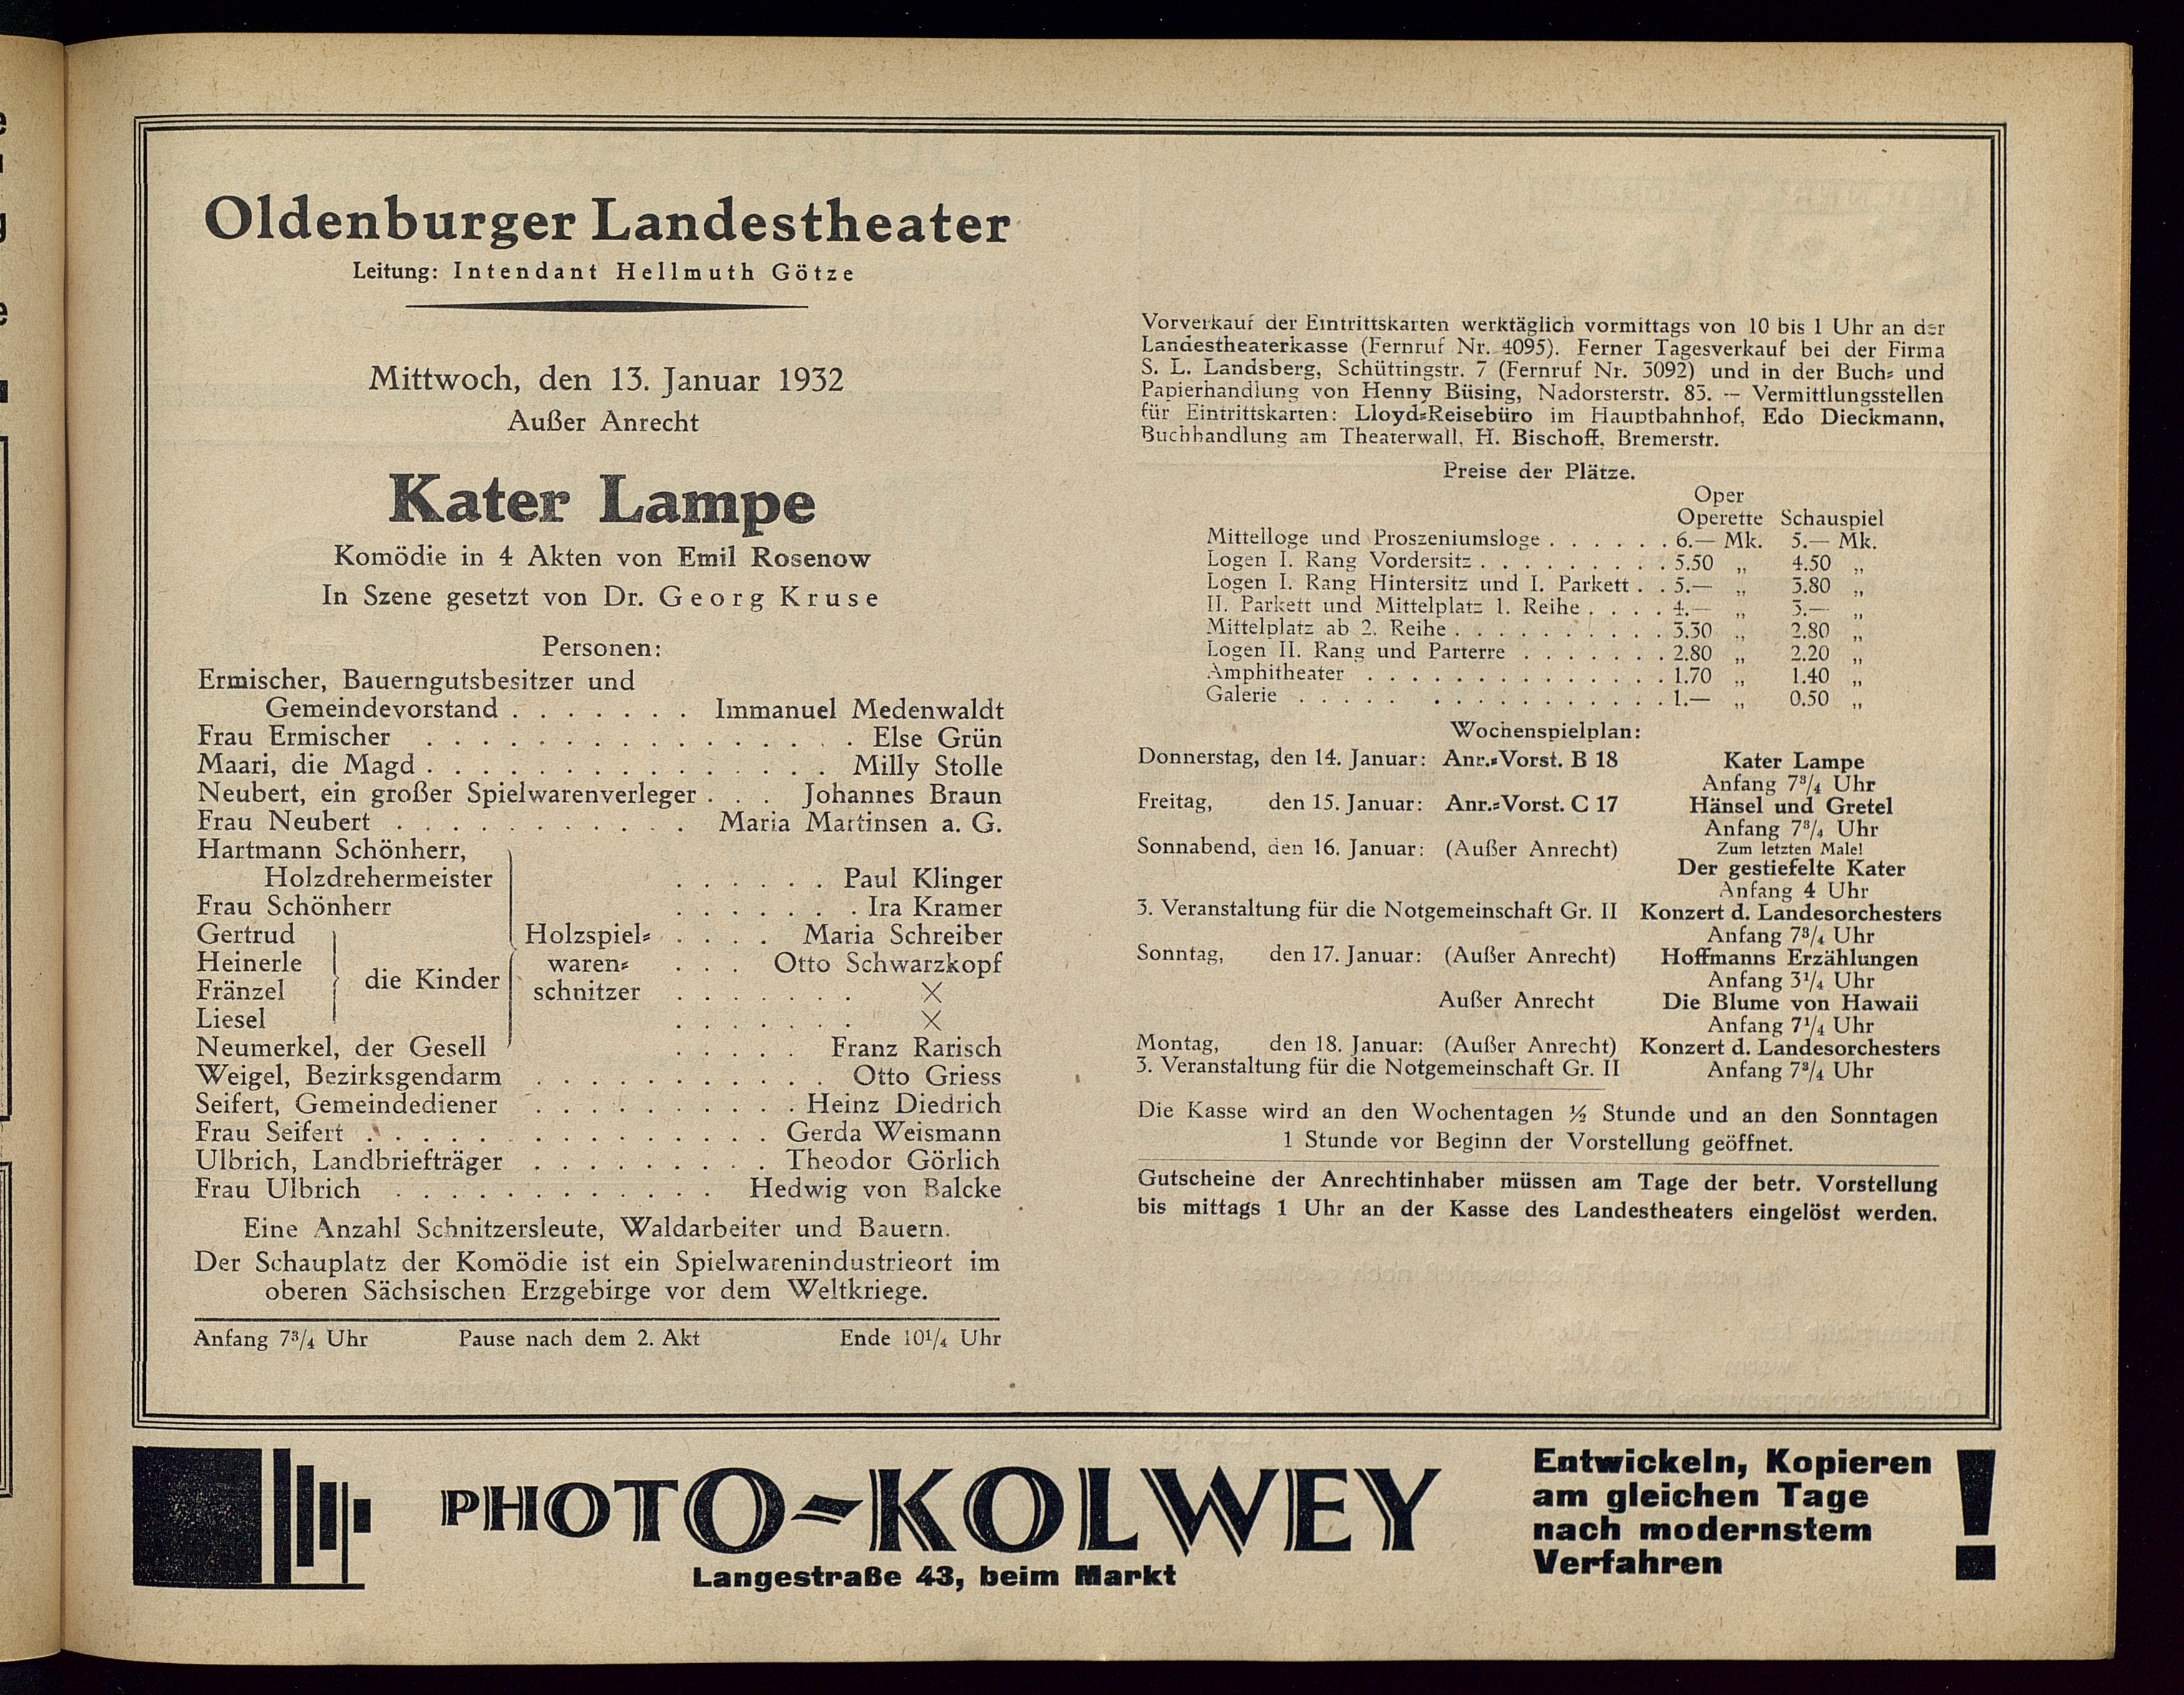 Oldenburger Landestheater
Leitung: Intendant Hellmuth Götze
Mittwoch, den 13. Januar 1932
Außer Anrecht
Kater Lampe
Komödie in 4 Akten von Emil Rosenow
In Szene gesetzt von Dr. Georg Kruse
Personen:
Ermischer, Bauerngutsbesitzer und
Gemeindevorstand . . . . . . . Immanuel Medenwaldt
Frau Ermischer . . . . . . . . . . . . . . . . Else Grün
Maari, die Magd . . . . . . . . . . . . . . . Milly Stolle
Neubert, ein großer Spielwarenverleger . . . Johannes Braun
Frau Neubert . . . . . . . . . . . Maria Martinsen a. G.
Hartmann Schönherr,
Holzdrehermeister . . . . . . Paul Klinger
Frau Schönherr . . . . . . . Ira Kramer
Gertrud Holzspiel- . . . . Maria Schreiber
Heinerle waren- . . . Otto Schwarzkopf
die Kinder
Fränzel schnitzer . . . . . . . ×
Liesel . . . . . . . ×
Neumerkel, der Gesell . . . . . Franz Rarisch
Weigel, Bezirksgendarm . . . . . . . . . . . Otto Griess
Seifert, Gemeindediener . . . . . . . . . . Heinz Diedrich
Frau Seifert . . . . . . . . . . . . . . . Gerda Weismann
Ulbrich, Landbriefträger . . . . . . . . . Theodor Görlich
Frau Ulbrich . . . . . . . . . . . . Hedwig von Balcke
Eine Anzahl Schnitzersleute, Waldarbeiter und Bauern.
Der Schauplatz der Komödie ist ein Spielwarenindustrieort im
oberen Sächsischen Erzgebirge vor dem Weltkriege.
Anfang 7³/₄ Uhr Pause nach dem 2. Akt Ende 10¹/₄ Uhr
Vorverkauf der Eintrittskarten werktäglich vormittags von 10 bis 1 Uhr an der
Landestheaterkasse (Fernruf Nr. 4095). Ferner Tagesverkauf bei der Firma
S. L. Landsberg, Schüttingstr. 7 (Fernruf Nr. 3092) und in der Buch- und
Papierhandlung von Henny Büsing, Nadorsterstr. 83. — Vermittlungsstellen
für Eintrittskarten: Lloyd-Reisebüro im Hauptbahnhof, Edo Dieckmann,
Buchhandlung am Theaterwall, H. Bischoff, Bremerstr.
Preise der Plätze.
Oper
Operette Schauspiel
Mittelloge und Proszeniumsloge . . . . . . 6.— Mk. 5.— Mk.
Logen I. Rang Vordersitz . . . . . . . . . 5.50 „ 4.50 „
Logen I. Rang Hintersitz und I. Parkett . . 5.— „ 3.80 „
II. Parkett und Mittelplatz 1. Reihe . . . . 4.— „ 3.— „
Mittelplatz ab 2. Reihe . . . . . . . . . . 3.30 „ 2.80 „
Logen II. Rang und Parterre . . . . . . . 2.80 „ 2.20 „
Amphitheater . . . . . . . . . . . . . . 1.70 „ 1.40 „
Galerie . . . . . . . . . . . . . . . . 1.— „ 0.50 „
Wochenspielplan:
Donnerstag, den 14. Januar: Anr.-Vorst. B 18 Kater Lampe
Anfang 7³/₄ Uhr
Freitag, den 15. Januar: Anr.-Vorst. C 17 Hänsel und Gretel
Anfang 7³/₄ Uhr
Sonnabend, den 16. Januar: (Außer Anrecht) Zum letzten Male!
Der gestiefelte Kater
Anfang 4 Uhr
3. Veranstaltung für die Notgemeinschaft Gr. II Konzert d. Landesorchesters
Anfang 7³/₄ Uhr
Sonntag, den 17. Januar: (Außer Anrecht) Hoffmanns Erzählungen
Anfang 3¹/₄ Uhr
Außer Anrecht Die Blume von Hawaii
Anfang 7¹/₄ Uhr
Montag, den 18. Januar: (Außer Anrecht) Konzert d. Landesorchesters
3. Veranstaltung für die Notgemeinschaft Gr. II Anfang 7³/₄ Uhr
Die Kasse wird an den Wochentagen ½ Stunde und an den Sonntagen
1 Stunde vor Beginn der Vorstellung geöffnet.
Gutscheine der Anrechtinhaber müssen am Tage der betr. Vorstellung
bis mittags 1 Uhr an der Kasse des Landestheaters eingelöst werden.
PHOTO-KOLWEY
Langestraße 43, beim Markt
Entwickeln, Kopieren
am gleichen Tage
nach modernstem
Verfahren !